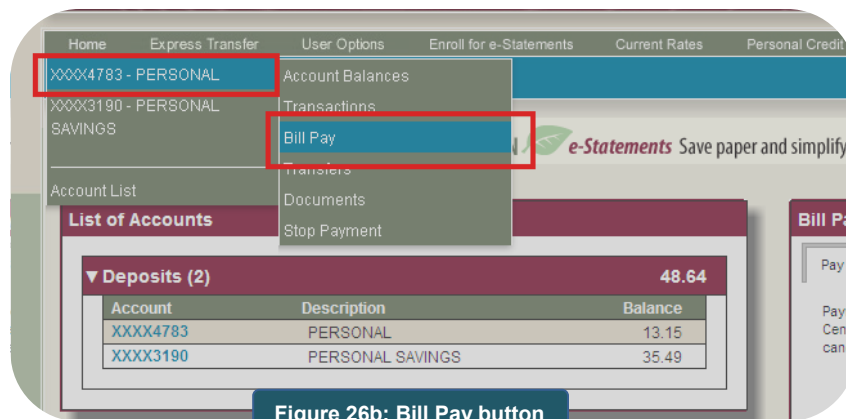 Home Express Transfer User Options Enroll for e-Statements Current Rates Personal Credit
XXXX4783 - PERSONAL
XXXX3190 - PERSONAL
SAVINGS
Account List
Account Balances
Transactions
Bill Pay
Transfers
Documents
Stop Payment
e-Statements Save paper and simplify
List of Accounts
▼ Deposits (2) 48.64
Account Description Balance
XXXX4783 PERSONAL 13.15
XXXX3190 PERSONAL SAVINGS 35.49
Bill
Pay
Pay
can
Figure 26b: Bill Pay button